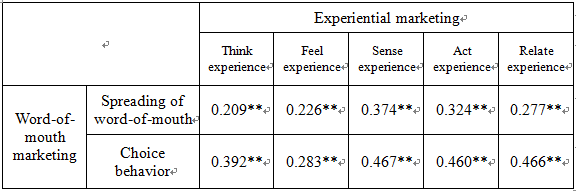 Experiential marketing
Think Feel Sense Act Relate
experience experience experience experience experience
Spreading of
word-of-mouth 0.209** 0.226** 0.374** 0.324** 0.277**
Word-of-
mouth
marketing
Choice
behavior 0.392** 0.283** 0.467** 0.460** 0.466**